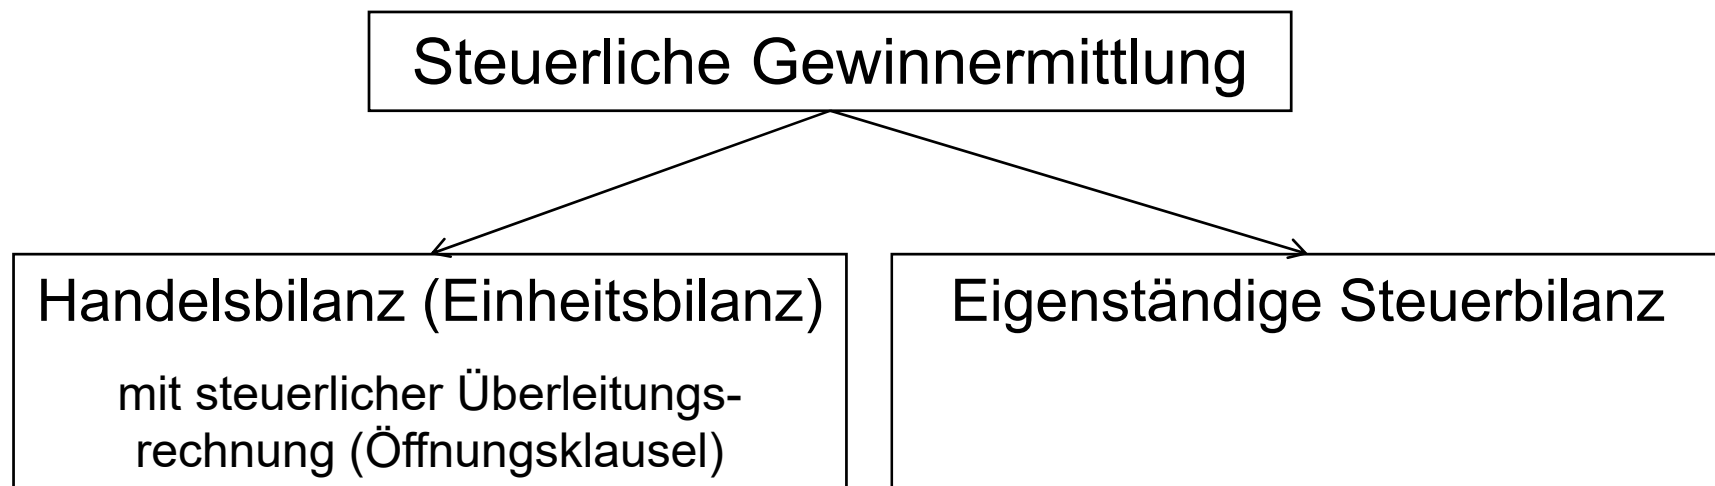 Steuerliche Gewinnermittlung
Handelsbilanz (Einheitsbilanz)
mit steuerlicher Überleitungs-
rechnung (Öffnungsklausel)
Eigenständige Steuerbilanz